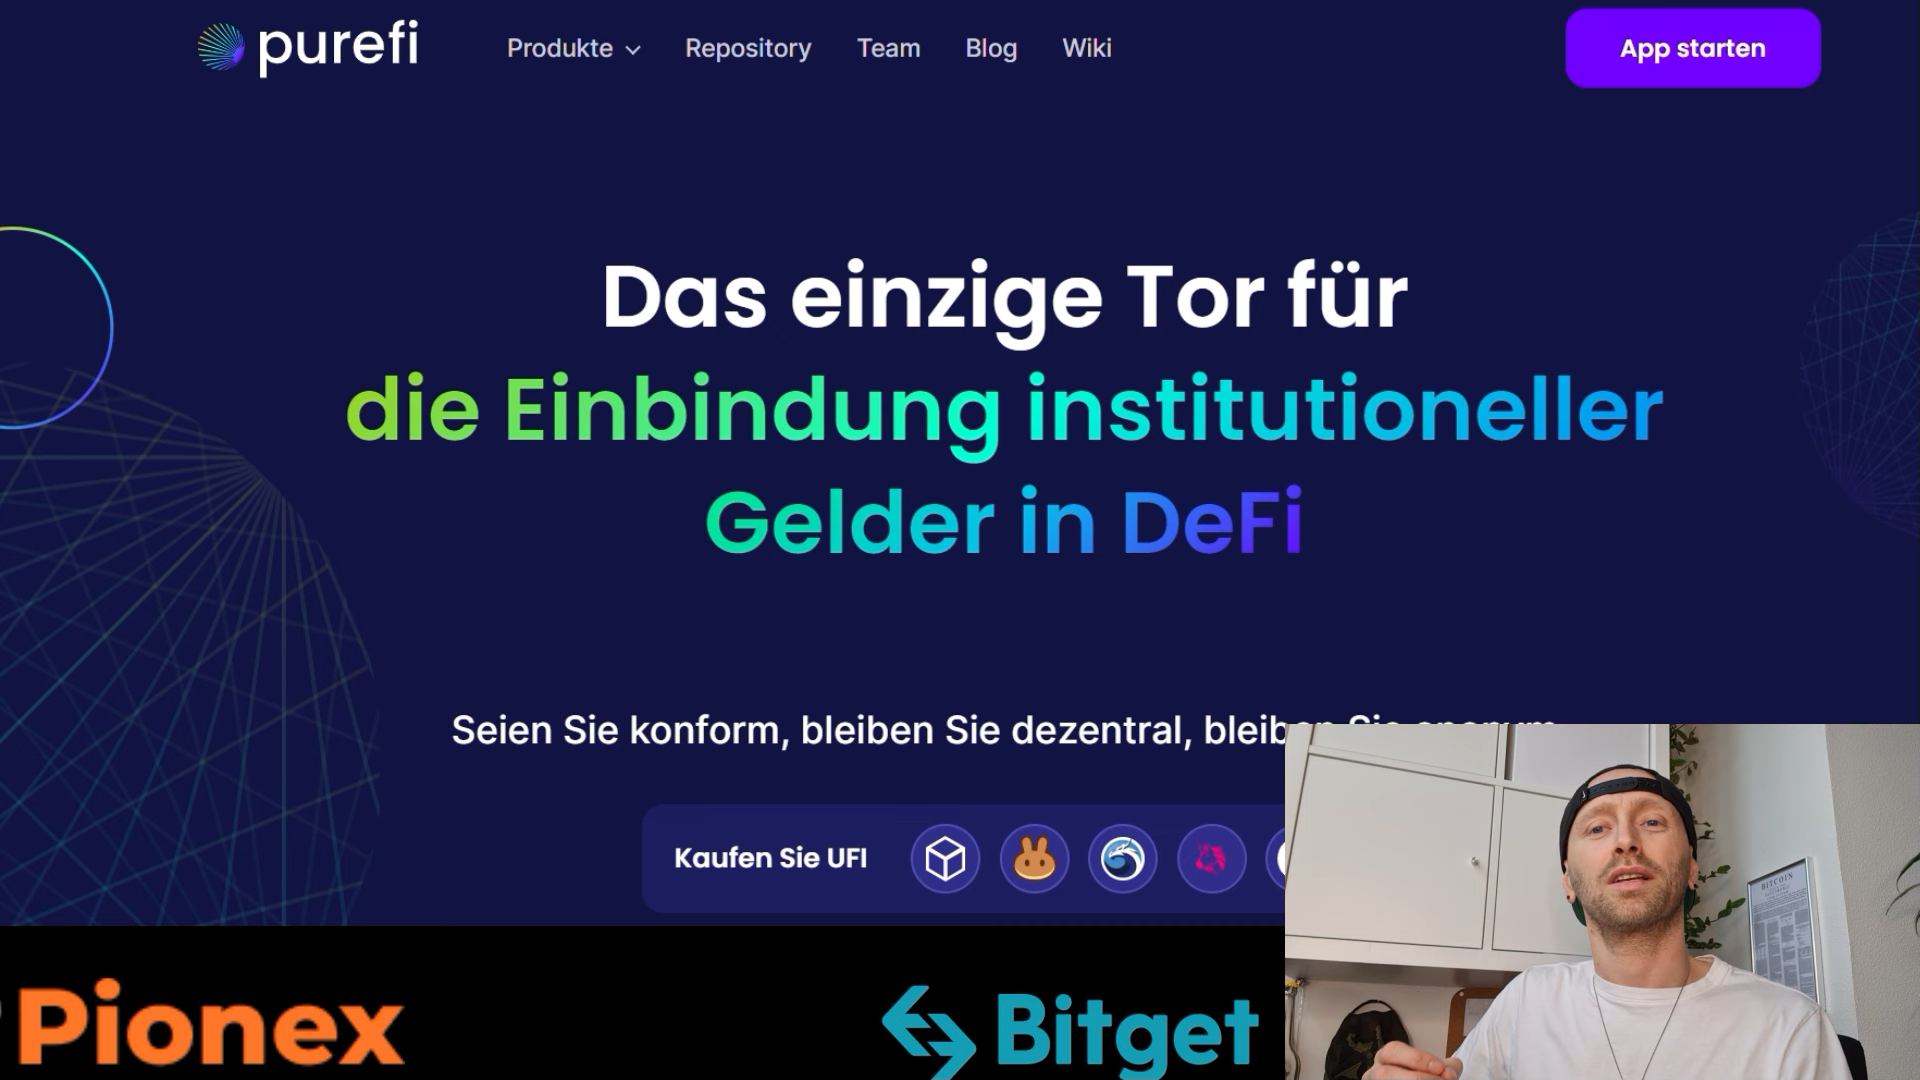 purefi
Produkte
Repository
Team
Blog
Wiki
App starten
Das einzige Tor für
die Einbindung institutioneller
Gelder in DeFi
Seien Sie konform, bleiben Sie dezentral,
Kaufen Sie UFI
BITCOIN
Pionex
Bitget